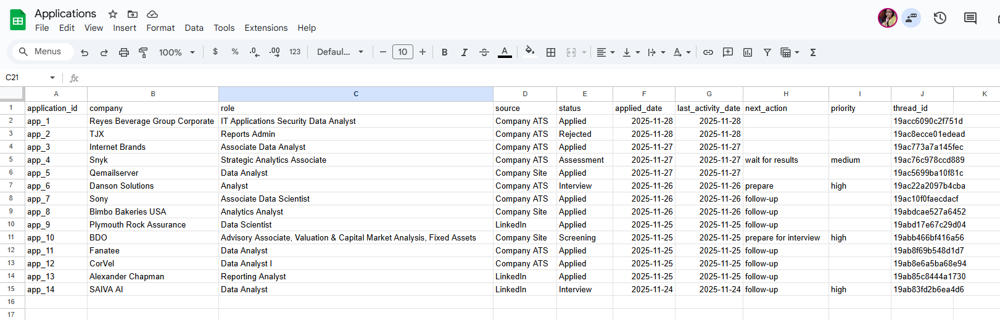 Applications
File Edit View Insert Format Data Tools Extensions Help
Menus 100% $ % .0 .00 123 Defaul... − 10 + B I S A Σ
C21 fx
A B C D E F G H I J K
1 application_id company role source status applied_date last_activity_date next_action priority thread_id
2 app_1 Reyes Beverage Group Corporate IT Applications Security Data Analyst Company ATS Applied 2025-11-28 2025-11-28 19acc6090c2f751d
3 app_2 TJX Reports Admin Company ATS Rejected 2025-11-28 2025-11-28 19ac8ecce01edead
4 app_3 Internet Brands Associate Data Analyst Company ATS Applied 2025-11-27 2025-11-27 19ac773a7a145fec
5 app_4 Snyk Strategic Analytics Associate Company ATS Assessment 2025-11-27 2025-11-27 wait for results medium 19ac76c978ccd889
6 app_5 Qemailserver Data Analyst Company Site Applied 2025-11-27 2025-11-27 19ac5699ba10f81c
7 app_6 Danson Solutions Analyst Company ATS Interview 2025-11-26 2025-11-26 prepare high 19ac22a2097b4cba
8 app_7 Sony Associate Data Scientist Company ATS Applied 2025-11-26 2025-11-26 follow-up 19ac10f0faecdacf
9 app_8 Bimbo Bakeries USA Analytics Analyst Company Site Applied 2025-11-26 2025-11-26 follow-up 19abdcae527a6452
10 app_9 Plymouth Rock Assurance Data Scientist LinkedIn Applied 2025-11-25 2025-11-25 follow-up 19abd17e67c29d04
11 app_10 BDO Advisory Associate, Valuation & Capital Market Analysis, Fixed Assets Company Site Screening 2025-11-25 2025-11-25 prepare for interview high 19abb466bf416a56
12 app_11 Fanatee Data Analyst Company ATS Applied 2025-11-25 2025-11-25 follow-up 19ab8f69b548d1d7
13 app_12 CorVel Data Analyst I Company ATS Applied 2025-11-25 2025-11-25 follow-up 19ab8e6a5ba68e94
14 app_13 Alexander Chapman Reporting Analyst LinkedIn Applied 2025-11-25 2025-11-25 follow-up 19ab85c8444a1730
15 app_14 SAIVA AI Data Analyst LinkedIn Interview 2025-11-24 2025-11-24 follow-up high 19ab83fd2b6ea4d6
16
17